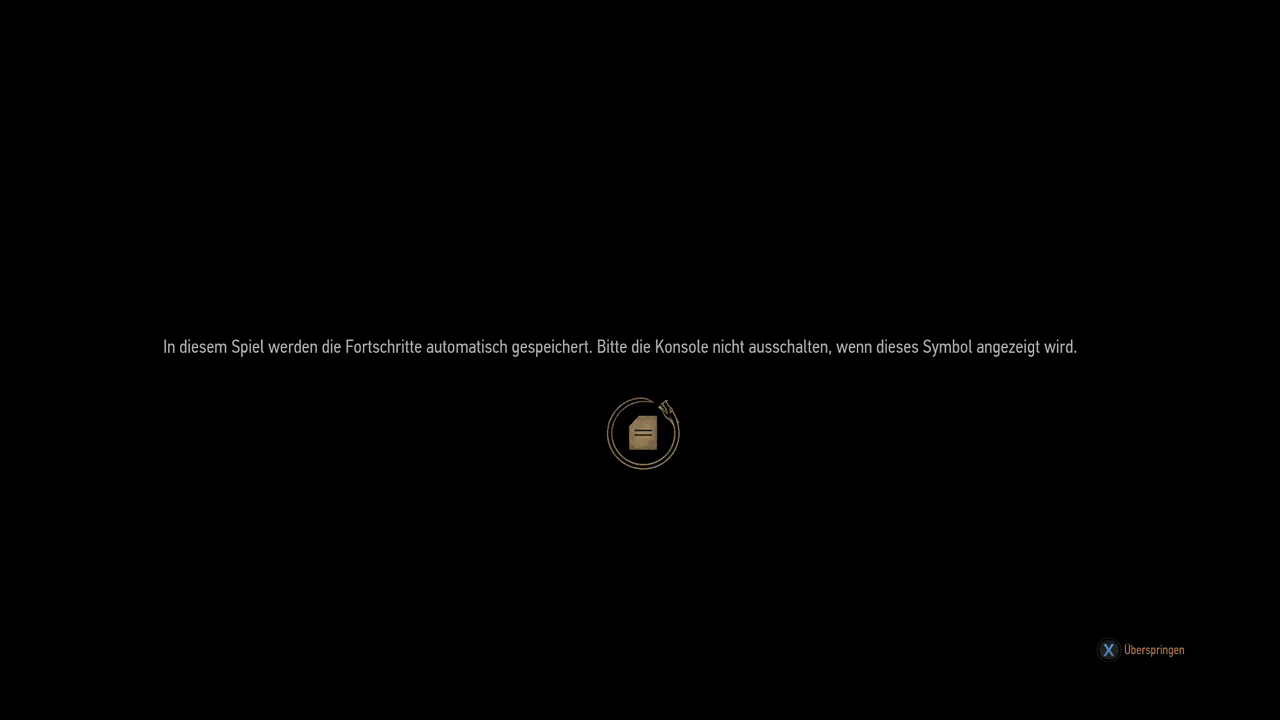 In diesem Spiel werden die Fortschritte automatisch gespeichert. Bitte die Konsole nicht ausschalten, wenn dieses Symbol angezeigt wird.
X Überspringen